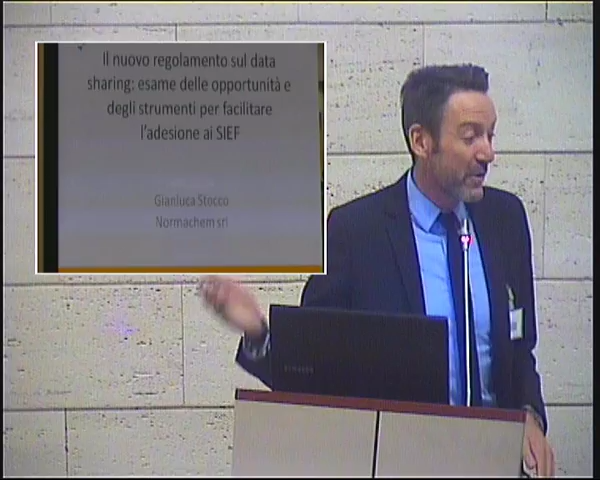 Il nuovo regolamento sul data
sharing: esame delle opportunità e
degli strumenti per facilitare
l'adesione ai SIEF
Gianluca Stocco
Normachem srl